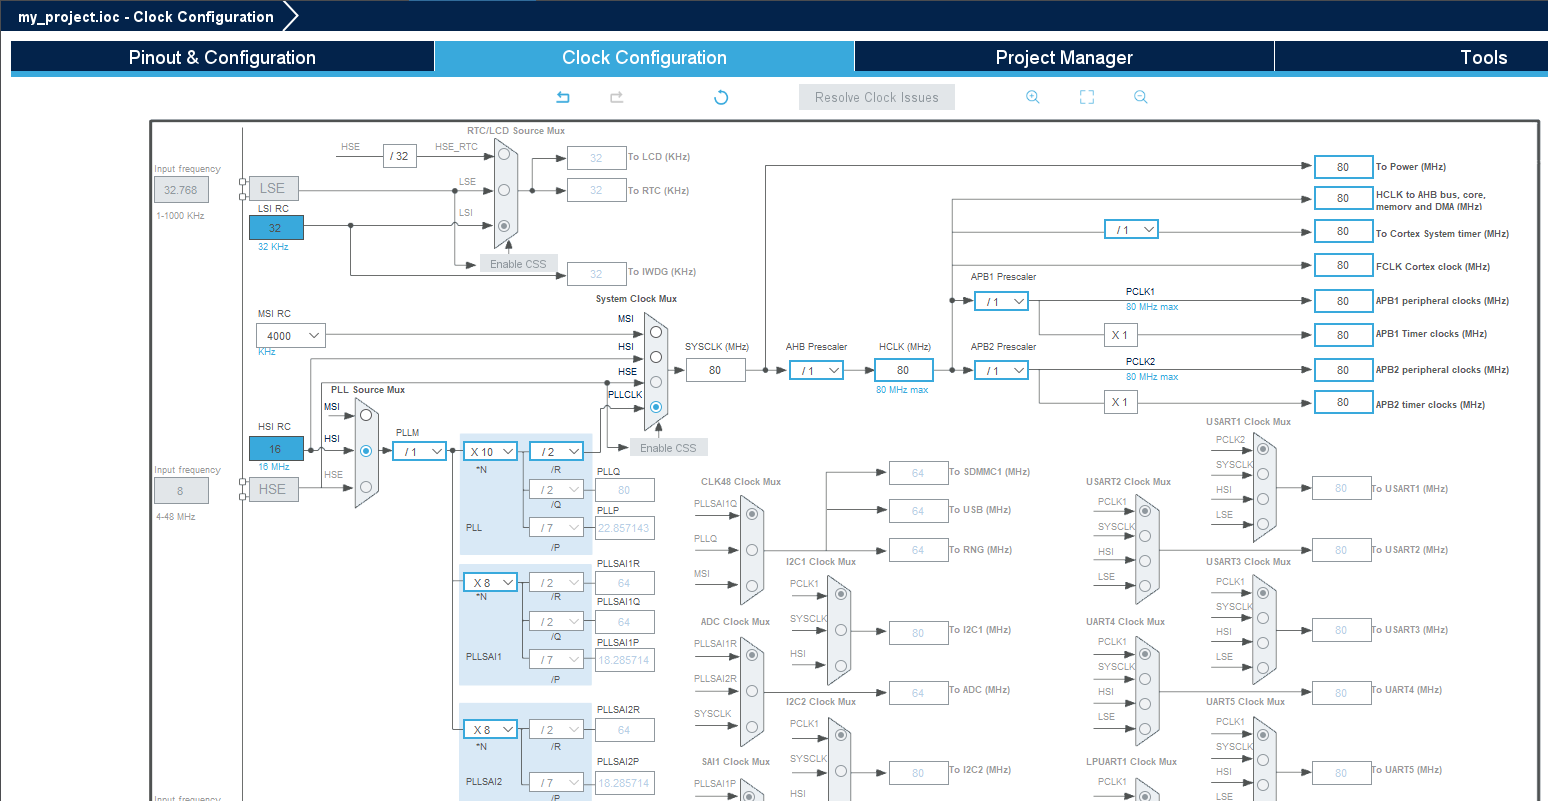 my_project.ioc - Clock Configuration
Pinout & Configuration
Clock Configuration
Project Manager
Tools
Resolve Clock Issues
RTC/LCD Source Mux
HSE
/ 32
HSE_RTC
32
To LCD (KHz)
Input frequency
32.768
1-1000 KHz
LSE
LSE
32
To RTC (KHz)
LSI RC
32
32 KHz
LSI
Enable CSS
32
To IWDG (KHz)
80
To Power (MHz)
80
HCLK to AHB bus, core,
memory and DMA (MHz)
/ 1
80
To Cortex System timer (MHz)
80
FCLK Cortex clock (MHz)
APB1 Prescaler
/ 1
PCLK1
80 MHz max
80
APB1 peripheral clocks (MHz)
X 1
80
APB1 Timer clocks (MHz)
System Clock Mux
MSI RC
4000
KHz
MSI
HSI
HSE
PLLCLK
SYSCLK (MHz)
80
AHB Prescaler
/ 1
HCLK (MHz)
80
80 MHz max
APB2 Prescaler
/ 1
PCLK2
80 MHz max
80
APB2 peripheral clocks (MHz)
X 1
80
APB2 timer clocks (MHz)
Enable CSS
PLL Source Mux
MSI
HSI RC
16
16 MHz
HSI
HSE
Input frequency
8
4-48 MHz
HSE
PLLM
/ 1
X 10
*N
/ 2
/R
PLLQ
/ 2
80
/Q
PLLP
PLL
/ 7
22.857143
/P
PLLSAI1R
X 8
*N
/ 2
64
/R
PLLSAI1Q
/ 2
64
/Q
PLLSAI1P
PLLSAI1
/ 7
18.285714
/P
PLLSAI2R
X 8
*N
/ 2
64
/R
PLLSAI2P
PLLSAI2
/ 7
18.285714
/P
Input frequency
CLK48 Clock Mux
PLLSAI1Q
PLLQ
MSI
64
To SDMMC1 (MHz)
64
To USB (MHz)
64
To RNG (MHz)
I2C1 Clock Mux
PCLK1
SYSCLK
HSI
80
To I2C1 (MHz)
ADC Clock Mux
PLLSAI1R
PLLSAI2R
SYSCLK
64
To ADC (MHz)
I2C2 Clock Mux
PCLK1
SYSCLK
HSI
80
To I2C2 (MHz)
SAI1 Clock Mux
PLLSAI1P
USART1 Clock Mux
PCLK2
SYSCLK
HSI
LSE
80
To USART1 (MHz)
USART2 Clock Mux
PCLK1
SYSCLK
HSI
LSE
80
To USART2 (MHz)
USART3 Clock Mux
PCLK1
SYSCLK
HSI
LSE
80
To USART3 (MHz)
UART4 Clock Mux
PCLK1
SYSCLK
HSI
LSE
80
To UART4 (MHz)
UART5 Clock Mux
PCLK1
SYSCLK
HSI
LSE
80
To UART5 (MHz)
LPUART1 Clock Mux
PCLK1